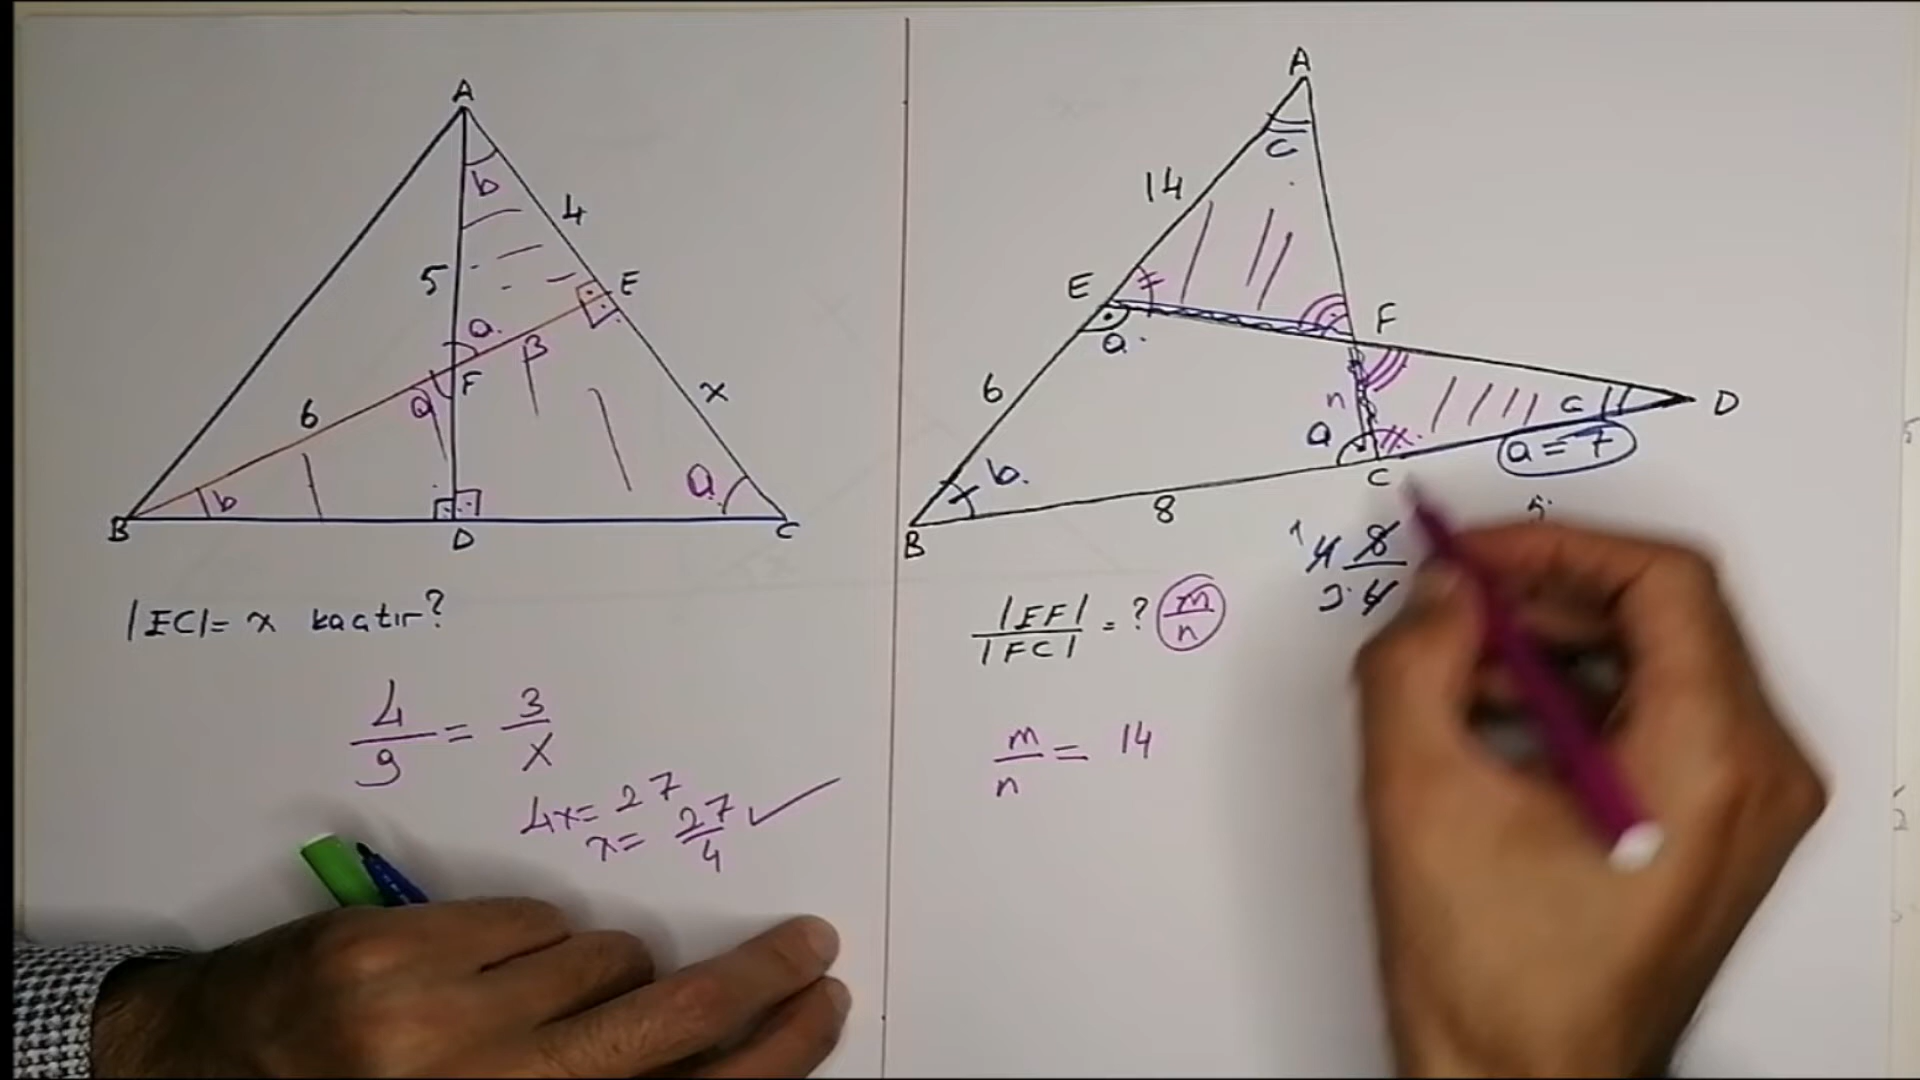 A
b
4
5
E
a.
β
F
a
x
6
b
a
B
D
C
|EC|= x kaçtır?
4/9 = 3/x
4x= 27
x= 27/4 ✓
A
c
14
E
F
a.
n
c
D
6
a
a = 7
b.
C
8
B
|EF|/|FC| = ? m/n
m/n = 14